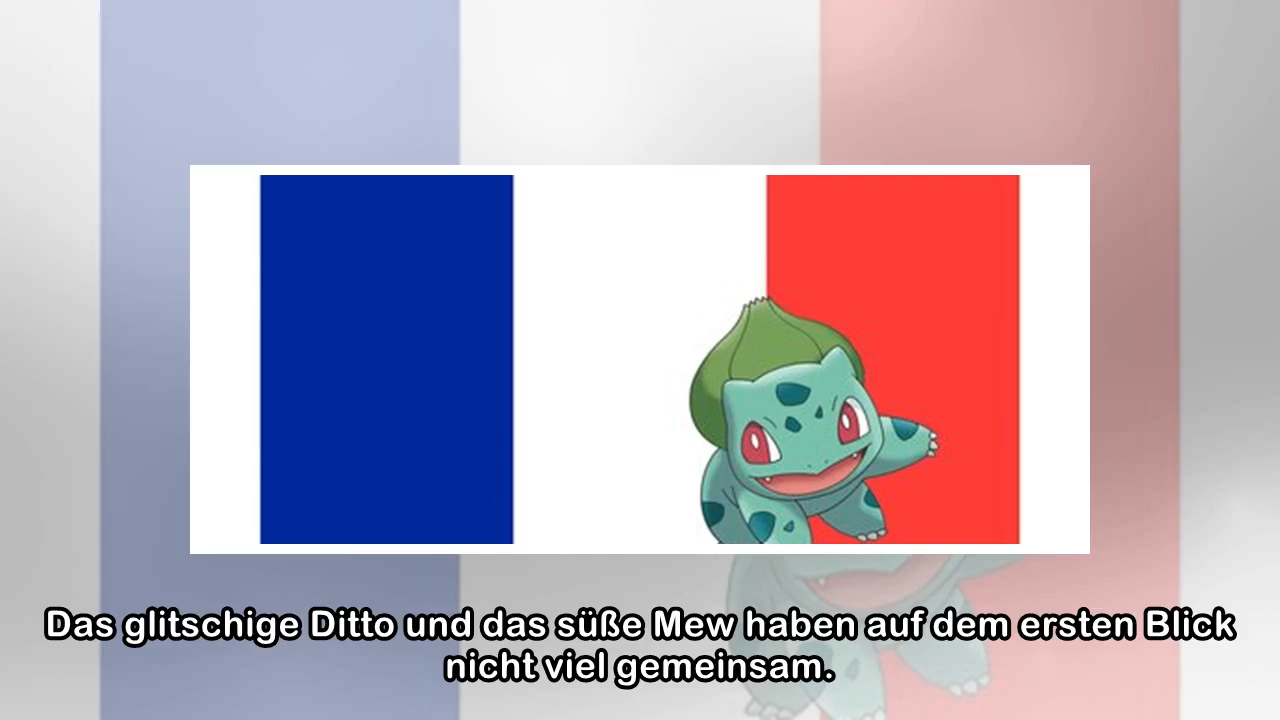 Das glitschige Ditto und das süße Mew haben auf dem ersten Blick
nicht viel gemeinsam.